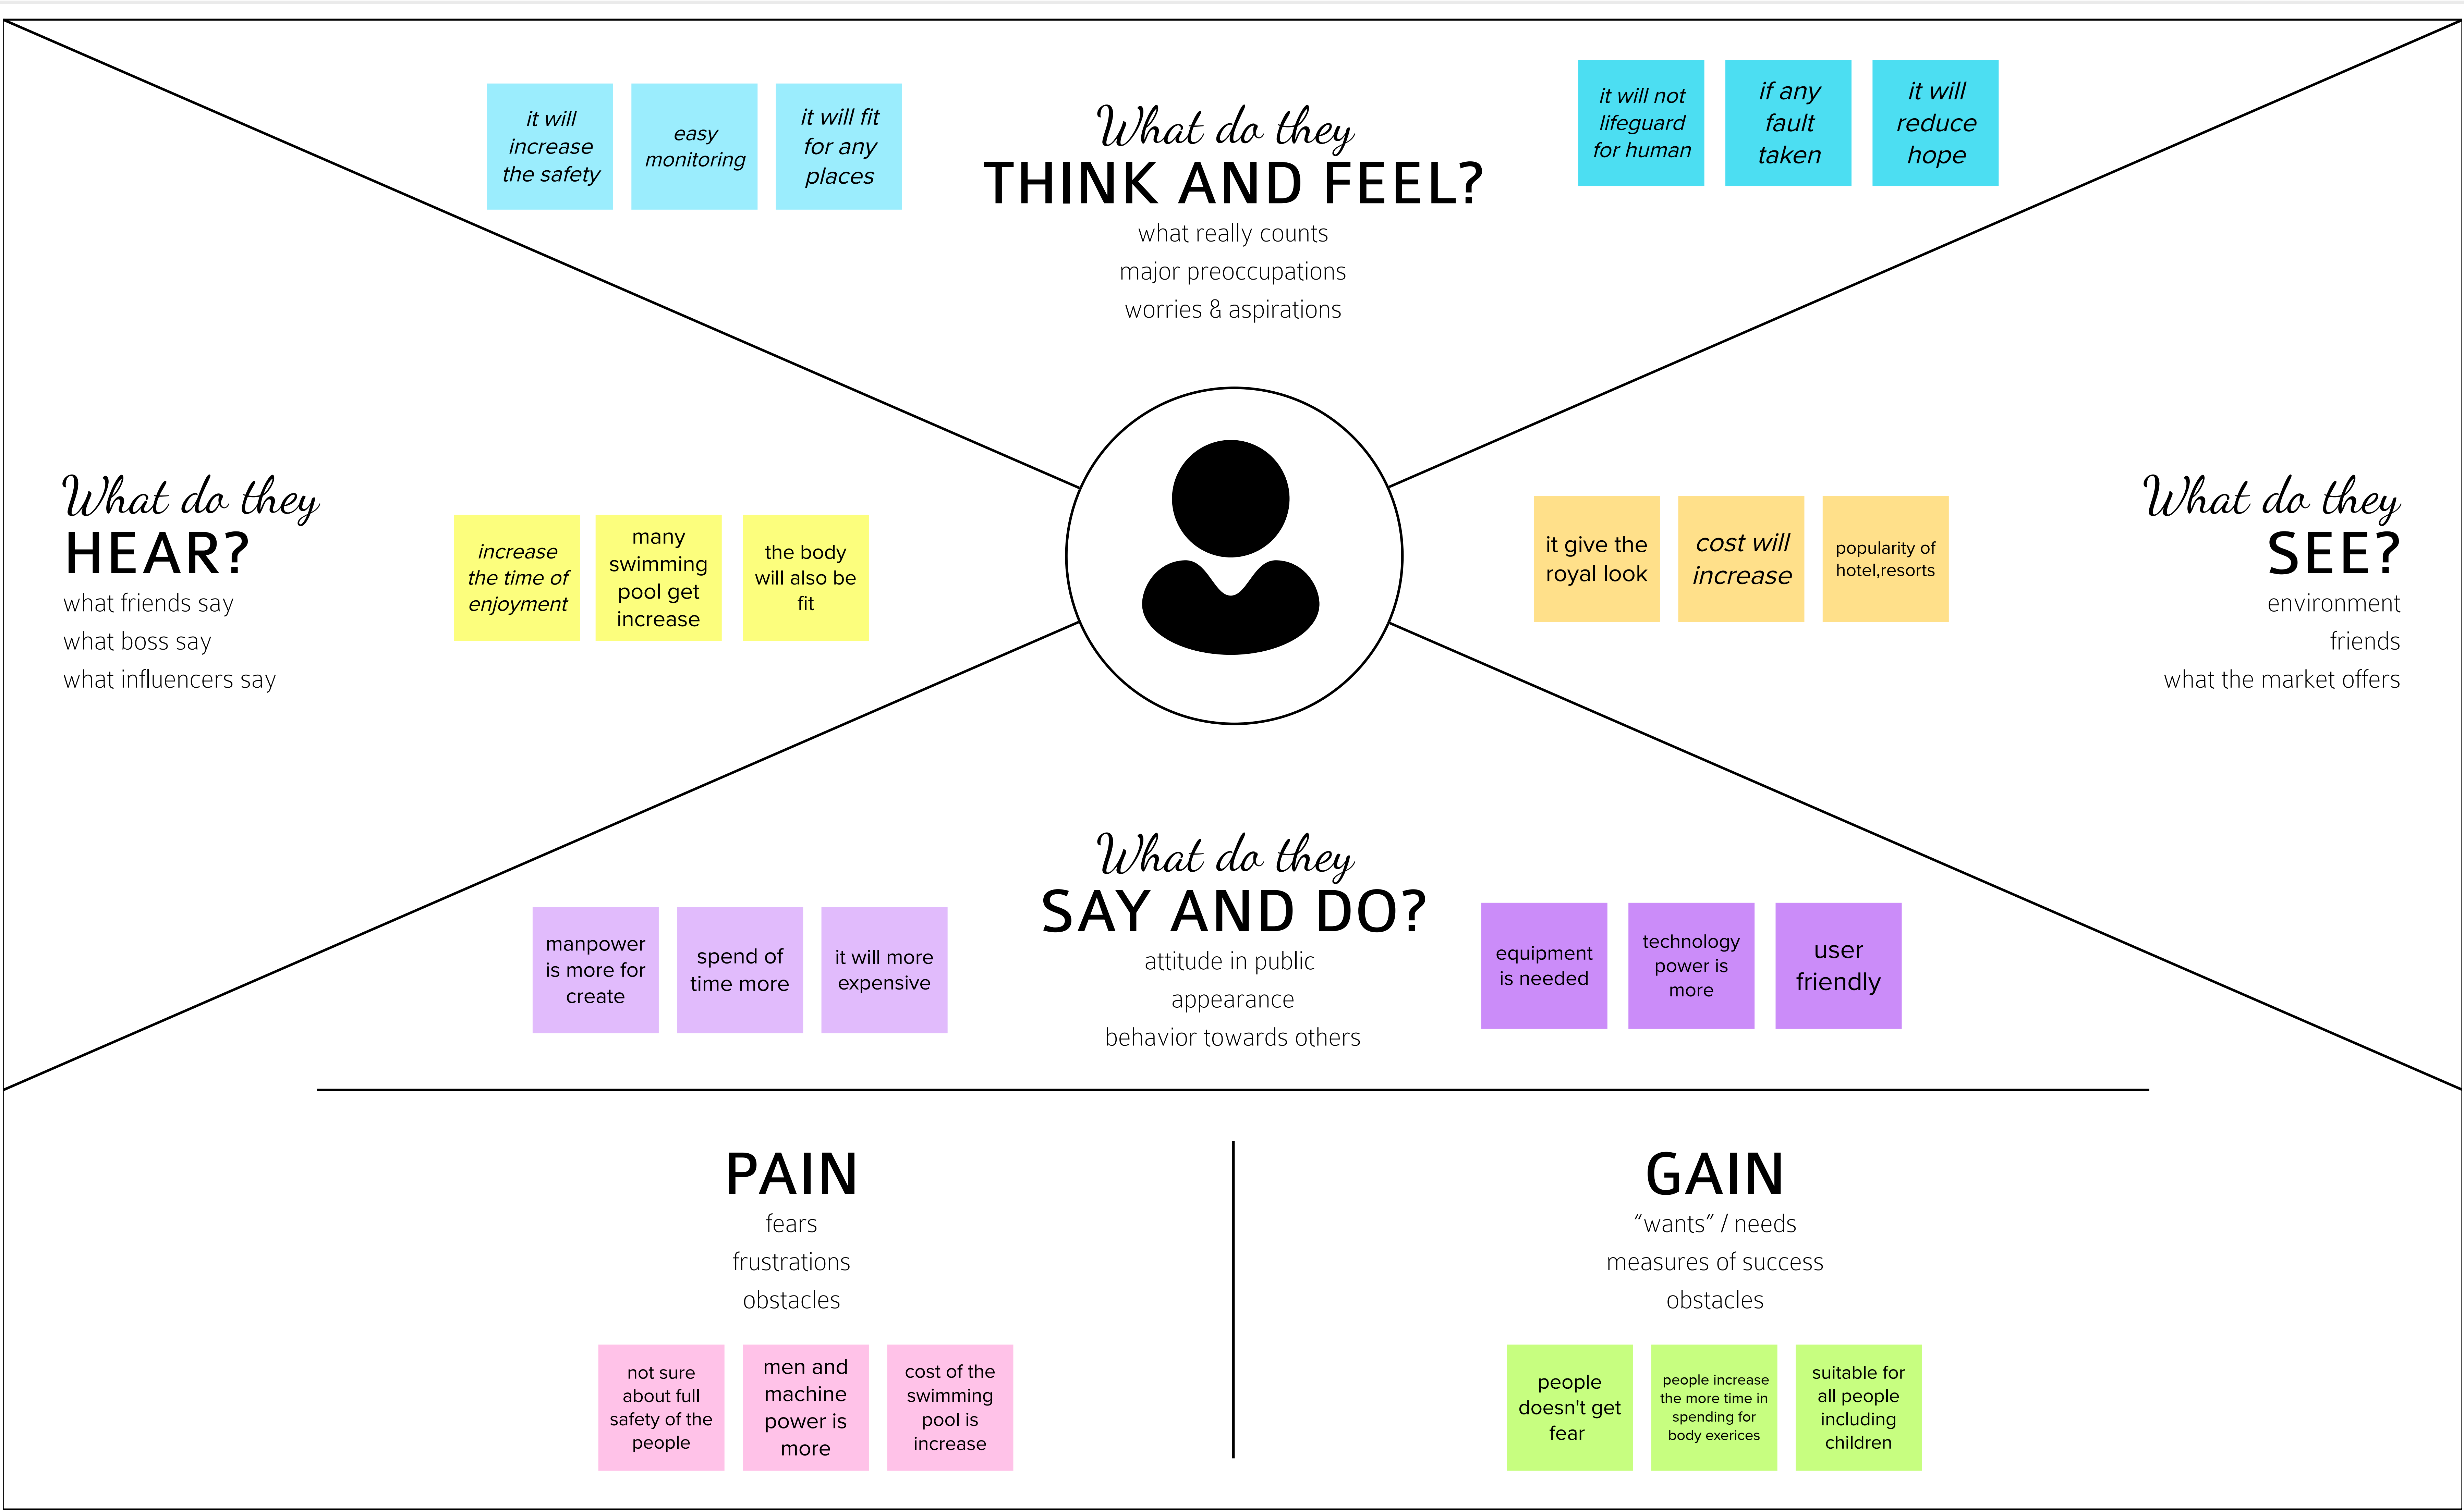 it will
increase
the safety
easy
monitoring
it will fit
for any
places
What do they
THINK AND FEEL?
what really counts
major preoccupations
worries & aspirations
it will not
lifeguard
for human
if any
fault
taken
it will
reduce
hope
What do they
HEAR?
what friends say
what boss say
what influencers say
increase
the time of
enjoyment
many
swimming
pool get
increase
the body
will also be
fit
it give the
royal look
cost will
increase
popularity of
hotel,resorts
What do they
SEE?
environment
friends
what the market offers
manpower
is more for
create
spend of
time more
it will more
expensive
What do they
SAY AND DO?
attitude in public
appearance
behavior towards others
equipment
is needed
technology
power is
more
user
friendly
PAIN
fears
frustrations
obstacles
not sure
about full
safety of the
people
men and
machine
power is
more
cost of the
swimming
pool is
increase
GAIN
“wants” / needs
measures of success
obstacles
people
doesn't get
fear
people increase
the more time in
spending for
body exerices
suitable for
all people
including
children